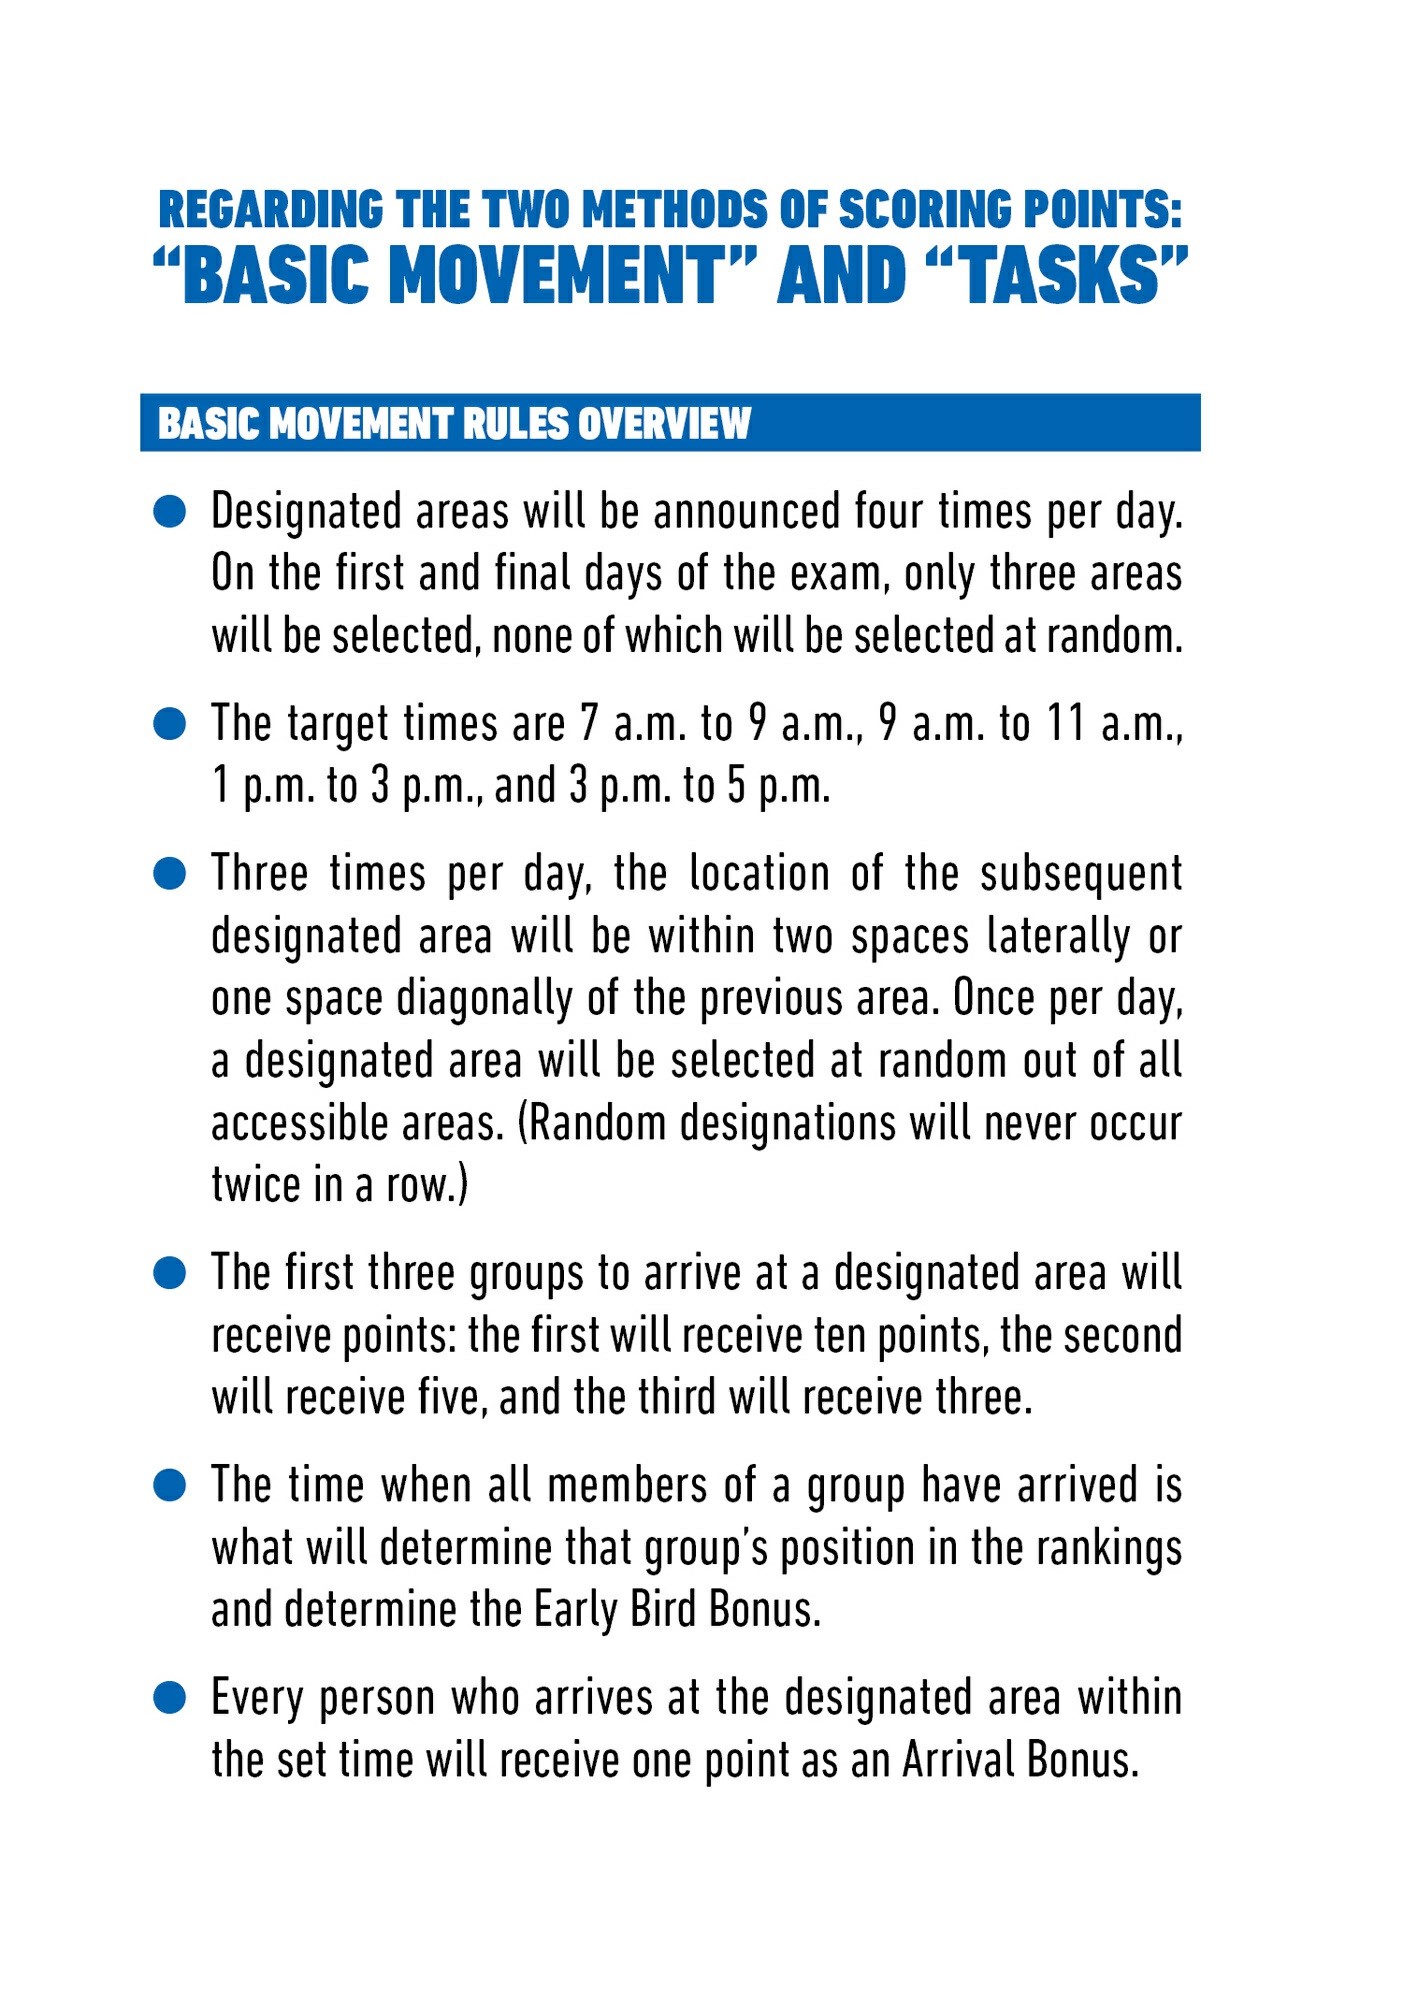 REGARDING THE TWO METHODS OF SCORING POINTS:
“BASIC MOVEMENT” AND “TASKS”
BASIC MOVEMENT RULES OVERVIEW
● Designated areas will be announced four times per day.
On the first and final days of the exam, only three areas
will be selected, none of which will be selected at random.
● The target times are 7 a.m. to 9 a.m., 9 a.m. to 11 a.m.,
1 p.m. to 3 p.m., and 3 p.m. to 5 p.m.
● Three times per day, the location of the subsequent
designated area will be within two spaces laterally or
one space diagonally of the previous area. Once per day,
a designated area will be selected at random out of all
accessible areas. (Random designations will never occur
twice in a row.)
● The first three groups to arrive at a designated area will
receive points: the first will receive ten points, the second
will receive five, and the third will receive three.
● The time when all members of a group have arrived is
what will determine that group’s position in the rankings
and determine the Early Bird Bonus.
● Every person who arrives at the designated area within
the set time will receive one point as an Arrival Bonus.